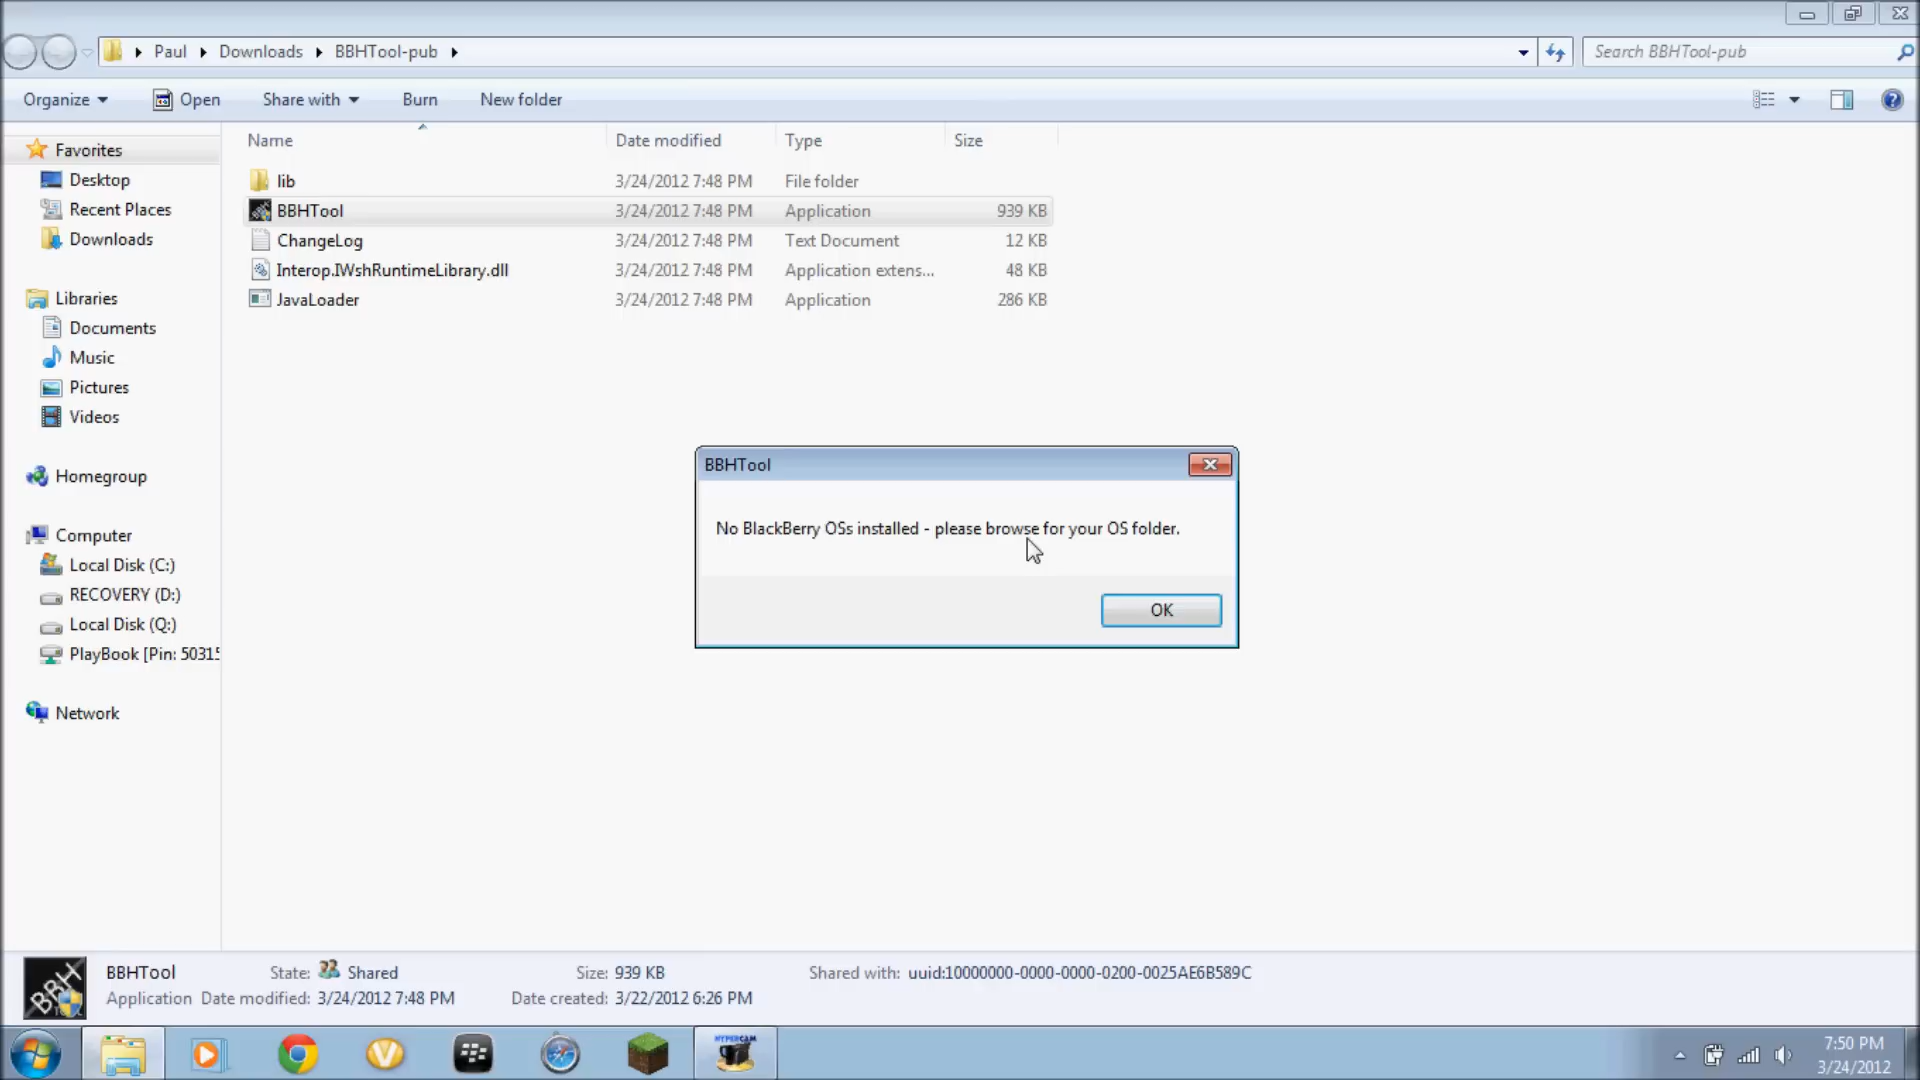 Paul Downloads BBHTool-pub
Search BBHTool-pub
Organize Open Share with Burn New folder
Name Date modified Type Size
Favorites
Desktop
Recent Places
Downloads
Libraries
Documents
Music
Pictures
Videos
Homegroup
Computer
Local Disk (C:)
RECOVERY (D:)
Local Disk (Q:)
PlayBook [Pin: 50315
Network
lib 3/24/2012 7:48 PM File folder
BBHTool 3/24/2012 7:48 PM Application 939 KB
ChangeLog 3/24/2012 7:48 PM Text Document 12 KB
Interop.IWshRuntimeLibrary.dll 3/24/2012 7:48 PM Application extens... 48 KB
JavaLoader 3/24/2012 7:48 PM Application 286 KB
BBHTool
No BlackBerry OSs installed - please browse for your OS folder.
OK
BBH
BBHTool State: Shared Size: 939 KB Shared with: uuid:10000000-0000-0000-0200-0025AE6B589C
Application Date modified: 3/24/2012 7:48 PM Date created: 3/22/2012 6:26 PM
HYPERCAM
7:50 PM
3/24/2012